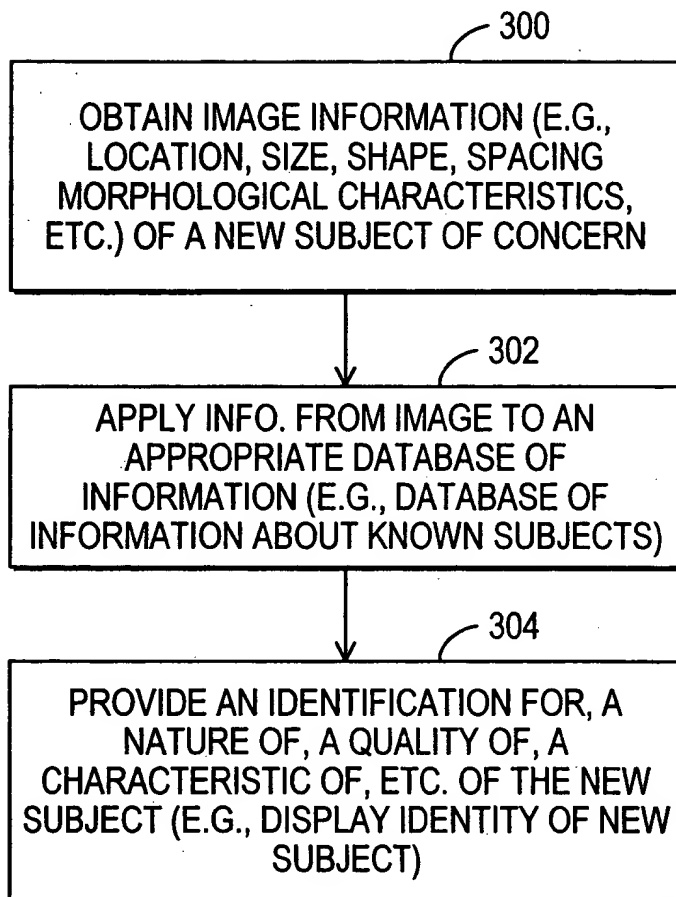 300
OBTAIN IMAGE INFORMATION (E.G.,
LOCATION, SIZE, SHAPE, SPACING
MORPHOLOGICAL CHARACTERISTICS,
ETC.) OF A NEW SUBJECT OF CONCERN
302
APPLY INFO. FROM IMAGE TO AN
APPROPRIATE DATABASE OF
INFORMATION (E.G., DATABASE OF
INFORMATION ABOUT KNOWN SUBJECTS)
304
PROVIDE AN IDENTIFICATION FOR, A
NATURE OF, A QUALITY OF, A
CHARACTERISTIC OF, ETC. OF THE NEW
SUBJECT (E.G., DISPLAY IDENTITY OF NEW
SUBJECT)